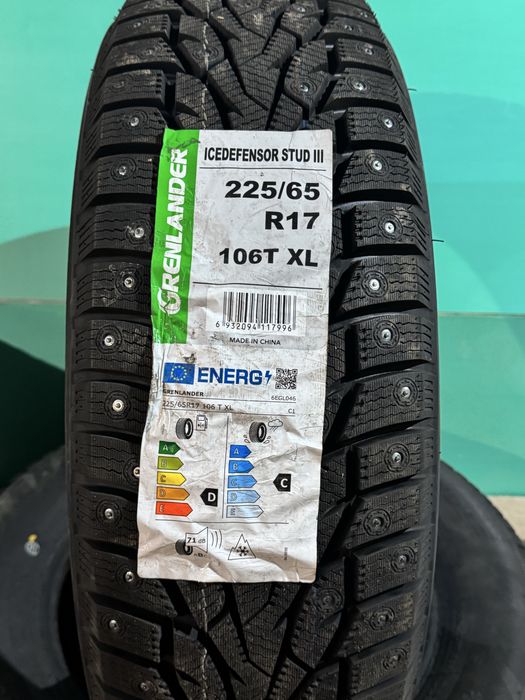 GRENLANDER
ICEDEFENSOR STUD III
225/65
R17
106T XL
6 932094 117996
MADE IN CHINA
ENERG
GRENLANDER
6EGL046
225/65R17 106 T XL
C1
A
B
C
D
E
D
A
B
C
D
E
C
71 dB